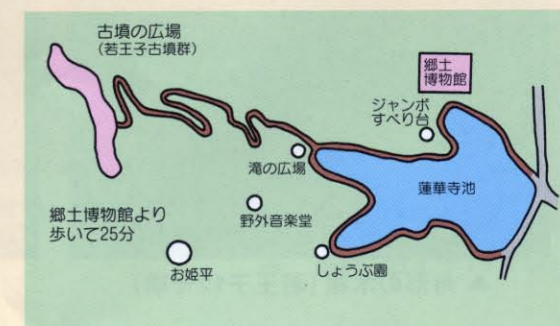 古墳の広場
(若王子古墳群)
郷土
博物館
ジャンボ
すべり台
滝の広場
蓮華寺池
野外音楽堂
郷土博物館より
歩いて25分
お姫平
しょうぶ園